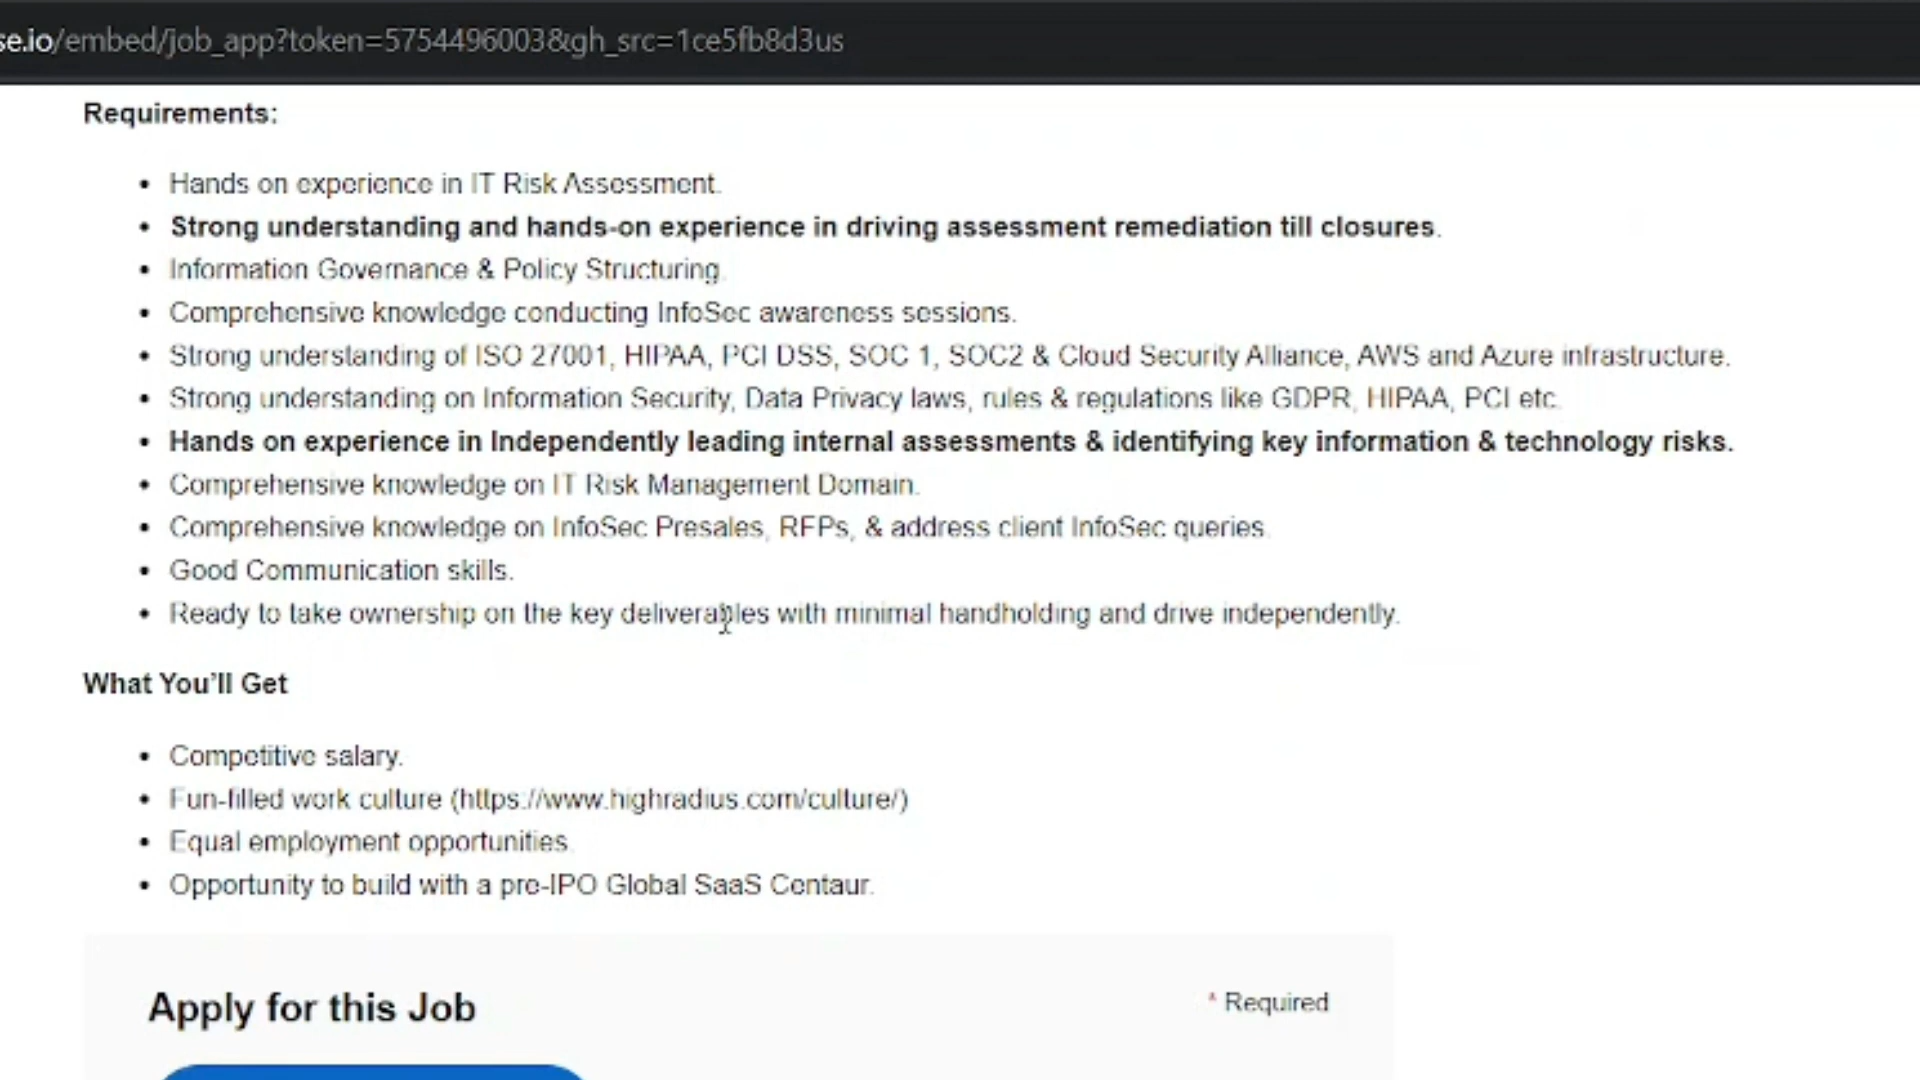 se.io/embed/job_app?token=5754496003&gh_src=1ce5fb8d3us
Requirements:
• Hands on experience in IT Risk Assessment.
• Strong understanding and hands-on experience in driving assessment remediation till closures.
• Information Governance & Policy Structuring.
• Comprehensive knowledge conducting InfoSec awareness sessions.
• Strong understanding of ISO 27001, HIPAA, PCI DSS, SOC 1, SOC2 & Cloud Security Alliance, AWS and Azure infrastructure.
• Strong understanding on Information Security, Data Privacy laws, rules & regulations like GDPR, HIPAA, PCI etc.
• Hands on experience in Independently leading internal assessments & identifying key information & technology risks.
• Comprehensive knowledge on IT Risk Management Domain.
• Comprehensive knowledge on InfoSec Presales, RFPs, & address client InfoSec queries.
• Good Communication skills.
• Ready to take ownership on the key deliverables with minimal handholding and drive independently.
What You’ll Get
• Competitive salary.
• Fun-filled work culture (https://www.highradius.com/culture/)
• Equal employment opportunities
• Opportunity to build with a pre-IPO Global SaaS Centaur.
Apply for this Job
* Required